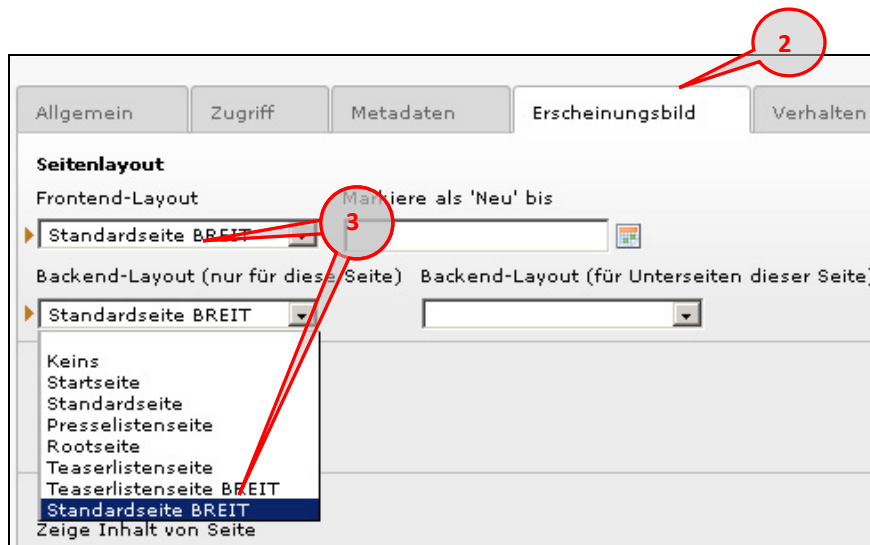 2
Allgemein Zugriff Metadaten Erscheinungsbild Verhalten
Seitenlayout
Frontend-Layout Markiere als 'Neu' bis
3
Standardseite BREIT
Backend-Layout (nur für diese Seite) Backend-Layout (für Unterseiten dieser Seite)
Standardseite BREIT
Keins
Startseite
Standardseite
Presselistenseite
Rootseite
Teaserlistenseite
Teaserlistenseite BREIT
Standardseite BREIT
Zeige Inhalt von Seite